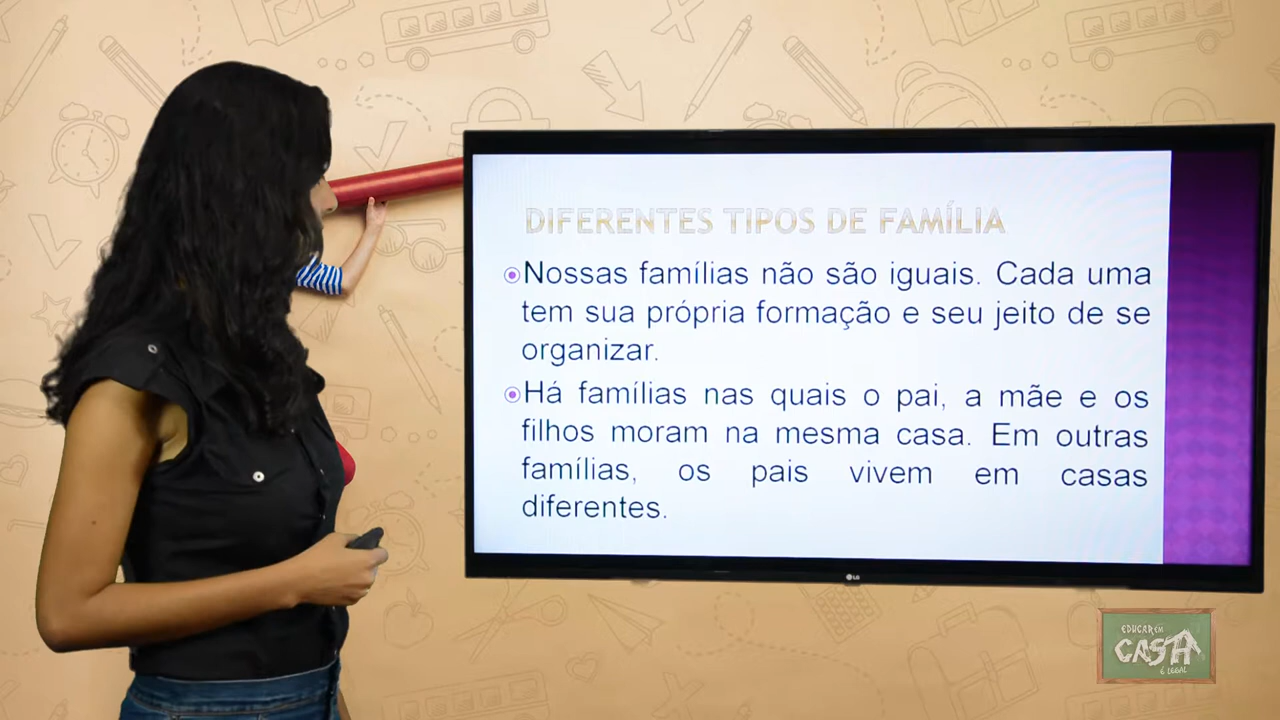 DIFERENTES TIPOS DE FAMÍLIA
Nossas famílias não são iguais. Cada uma
tem sua própria formação e seu jeito de se
organizar.
Há famílias nas quais o pai, a mãe e os
filhos moram na mesma casa. Em outras
famílias, os pais vivem em casas
diferentes.
LG
EDUCAR EM
CASA
é LEGAL